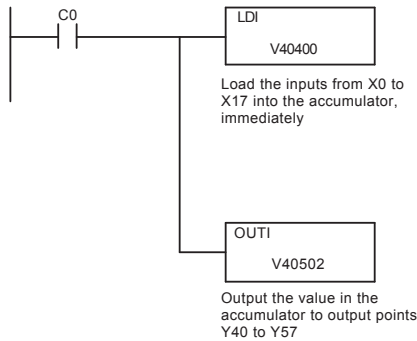 C0
LDI
V40400
Load the inputs from X0 to
X17 into the accumulator,
immediately
OUTI
V40502
Output the value in the
accumulator to output points
Y40 to Y57